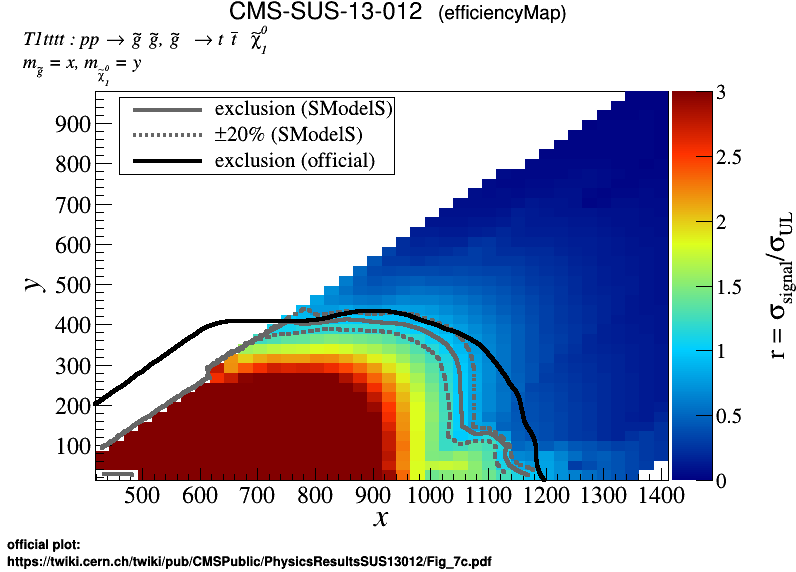 CMS-SUS-13-012 (efficiencyMap)
T1tttt : pp → g̃ g̃, g̃ → t t̄ χ̃₁⁰
m_g̃ = x, m_χ̃₁⁰ = y
exclusion (SModelS)
±20% (SModelS)
exclusion (official)
900
800
700
600
500
400
300
200
100
y
500 600 700 800 900 1000 1100 1200 1300 1400
x
3
2.5
2
1.5
1
0.5
0
r = σ_signal/σ_UL
official plot:
https://twiki.cern.ch/twiki/pub/CMSPublic/PhysicsResultsSUS13012/Fig_7c.pdf